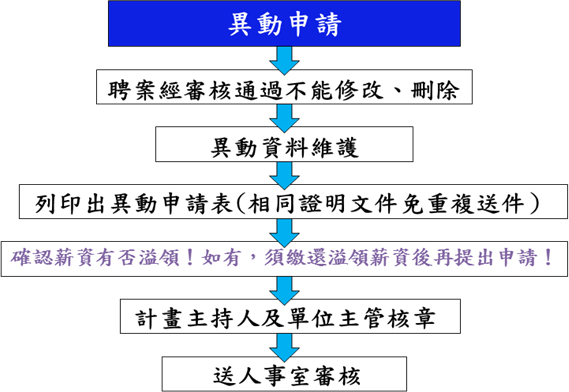 異動申請
聘案經審核通過不能修改、刪除
異動資料維護
列印出異動申請表(相同證明文件免重複送件)
確認薪資有否溢領！如有，須繳還溢領薪資後再提出申請！
計畫主持人及單位主管核章
送人事室審核